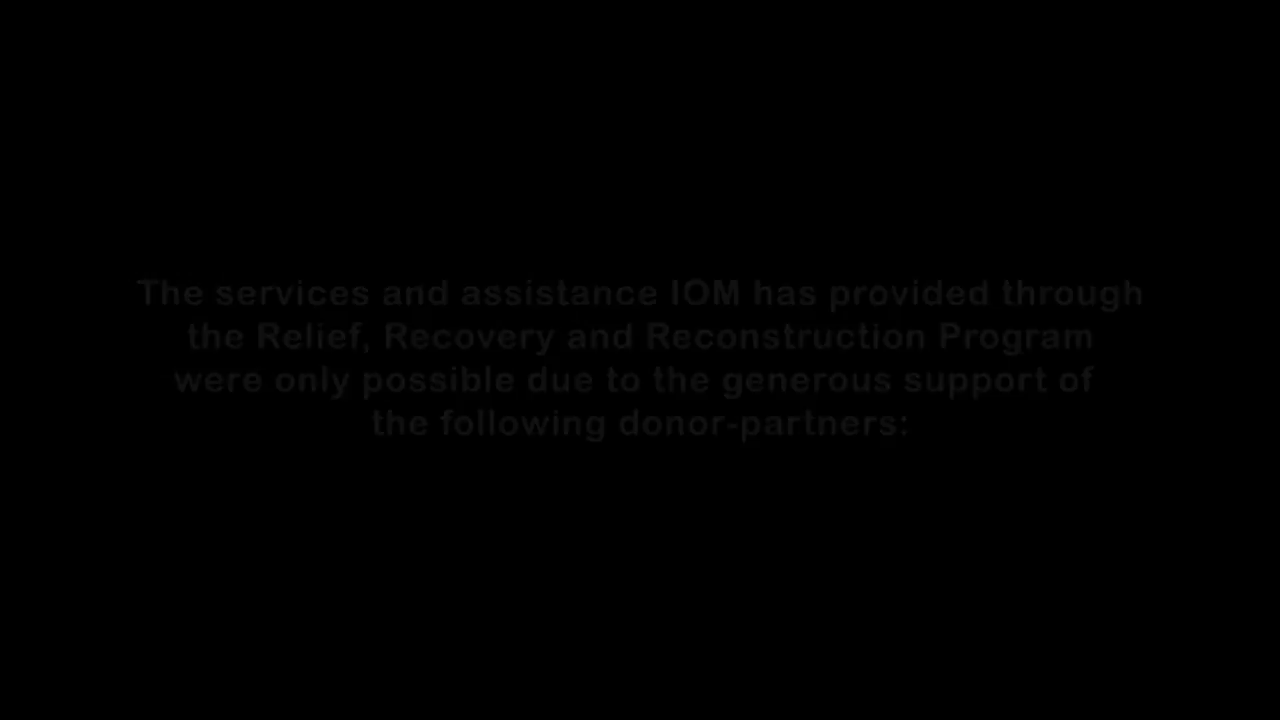 The services and assistance IOM has provided through
the Relief, Recovery and Reconstruction Program
were only possible due to the generous support of
the following donor-partners: